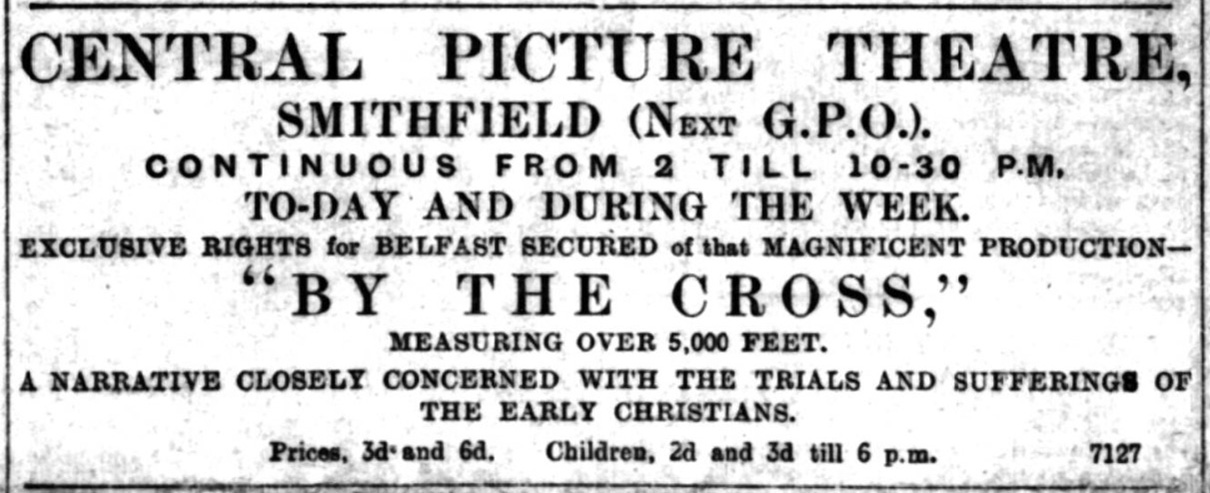 CENTRAL PICTURE THEATRE,
SMITHFIELD (NEXT G.P.O.).
CONTINUOUS FROM 2 TILL 10-30 P.M.
TO-DAY AND DURING THE WEEK.
EXCLUSIVE RIGHTS for BELFAST SECURED of that MAGNIFICENT PRODUCTION—
"BY THE CROSS,"
MEASURING OVER 5,000 FEET.
A NARRATIVE CLOSELY CONCERNED WITH THE TRIALS AND SUFFERINGS OF
THE EARLY CHRISTIANS.
Prices, 3d and 6d. Children, 2d and 3d till 6 p.m. 7127